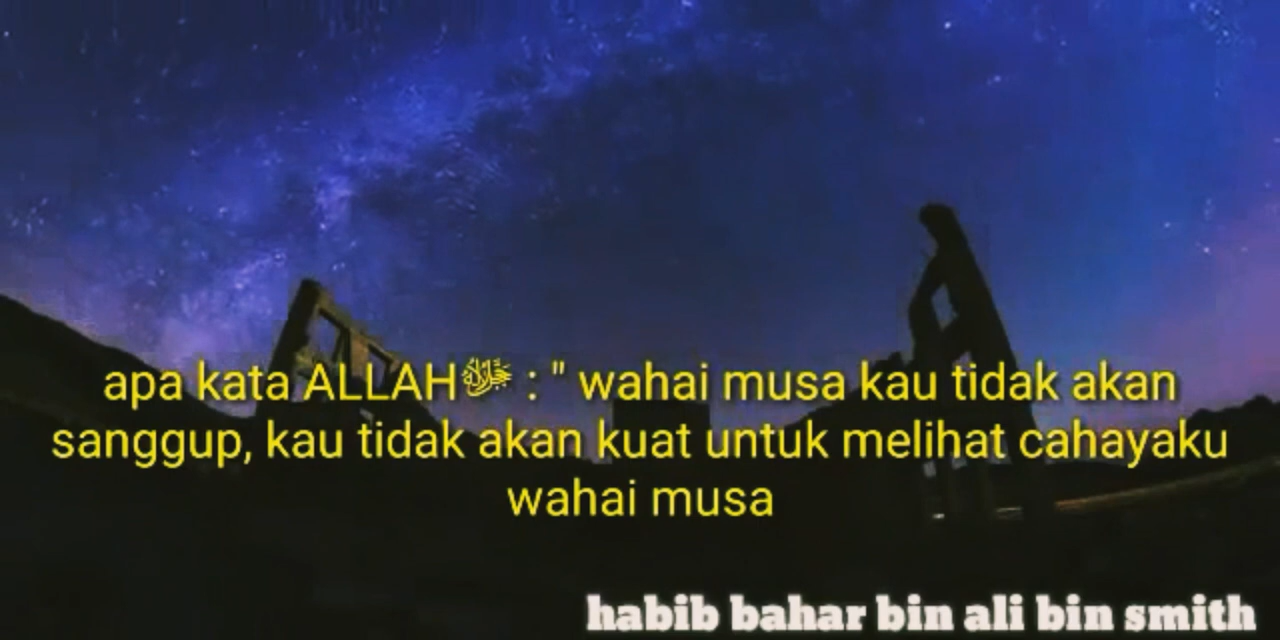 apa kata ALLAHﷻ : " wahai musa kau tidak akan
sanggup, kau tidak akan kuat untuk melihat cahayaku
wahai musa
habib bahar bin ali bin smith